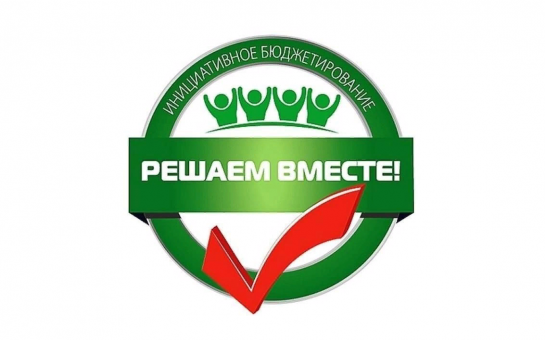 ИНИЦИАТИВНОЕ БЮДЖЕТИРОВАНИЕ
РЕШАЕМ ВМЕСТЕ!